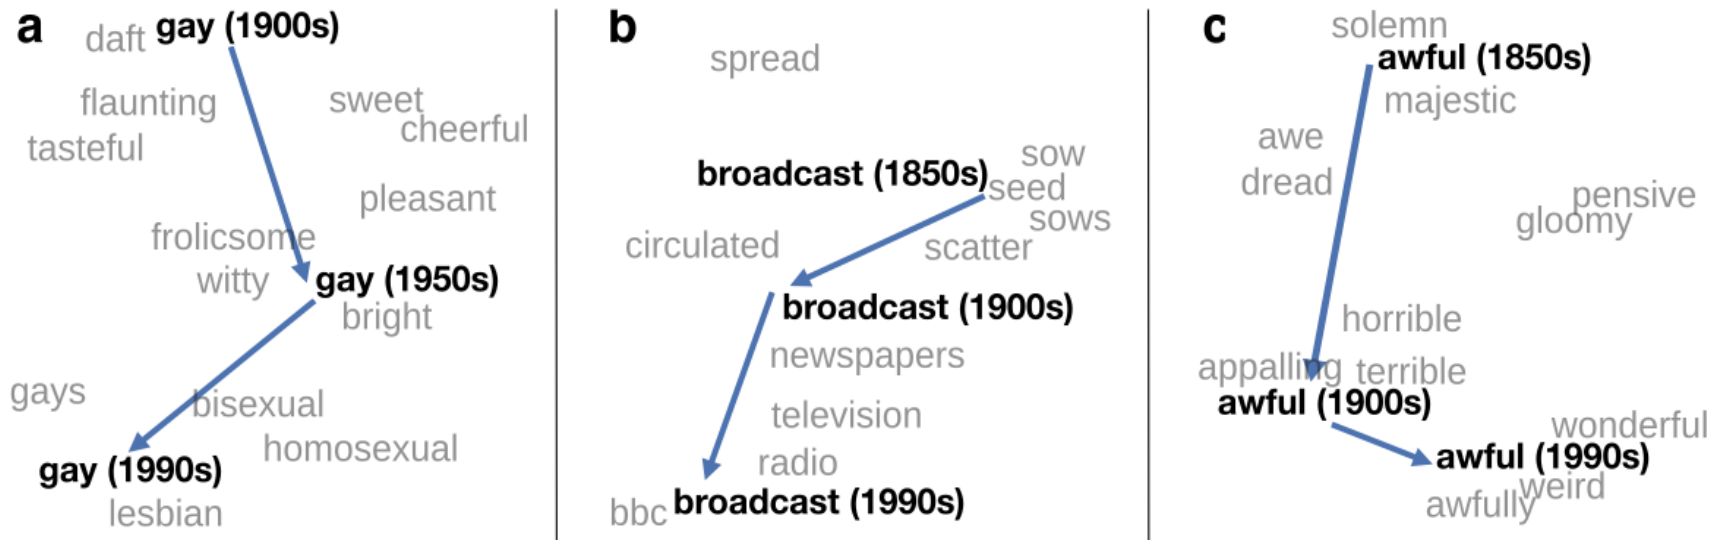 a
daft gay (1900s)
flaunting
sweet
cheerful
tasteful
pleasant
frolicsome
witty
gay (1950s)
bright
gays
bisexual
homosexual
gay (1990s)
lesbian
b
spread
sow
broadcast (1850s)
seed
sows
circulated
scatter
broadcast (1900s)
newspapers
television
radio
bbc broadcast (1990s)
c
solemn
awful (1850s)
majestic
awe
dread
pensive
gloomy
horrible
appalling terrible
awful (1900s)
wonderful
awful (1990s)
weird
awfully